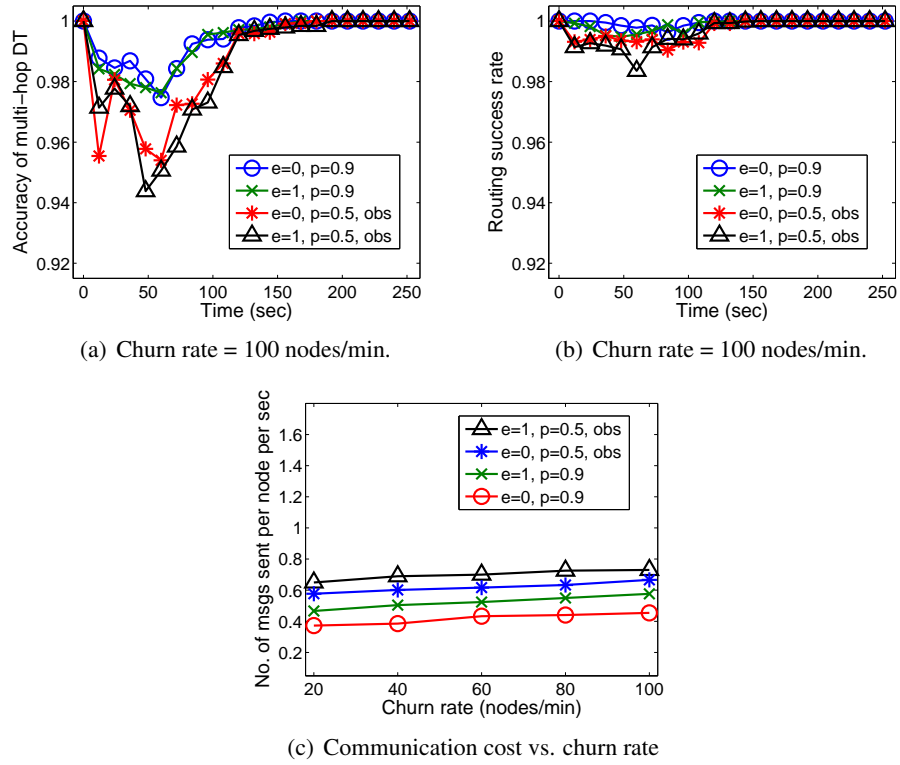 1
0.98
0.96
0.94
0.92
Accuracy of multi−hop DT
e=0, p=0.9
e=1, p=0.9
e=0, p=0.5, obs
e=1, p=0.5, obs
0 50 100 150 200 250
Time (sec)
(a) Churn rate = 100 nodes/min.
1
0.98
0.96
0.94
0.92
Routing success rate
e=0, p=0.9
e=1, p=0.9
e=0, p=0.5, obs
e=1, p=0.5, obs
0 50 100 150 200 250
Time (sec)
(b) Churn rate = 100 nodes/min.
1.6
1.4
1.2
1
0.8
0.6
0.4
0.2
No. of msgs sent per node per sec
e=1, p=0.5, obs
e=0, p=0.5, obs
e=1, p=0.9
e=0, p=0.9
20 40 60 80 100
Churn rate (nodes/min)
(c) Communication cost vs. churn rate